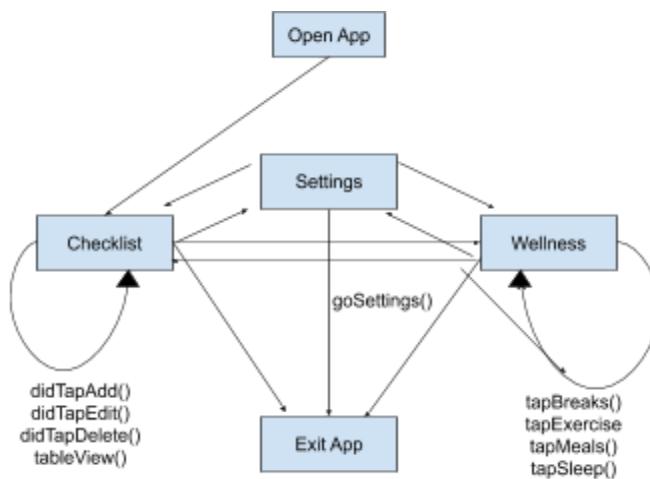 Open App
Settings
Checklist
Wellness
goSettings()
didTapAdd()
didTapEdit()
didTapDelete()
tableView()
tapBreaks()
tapExercise
tapMeals()
tapSleep()
Exit App